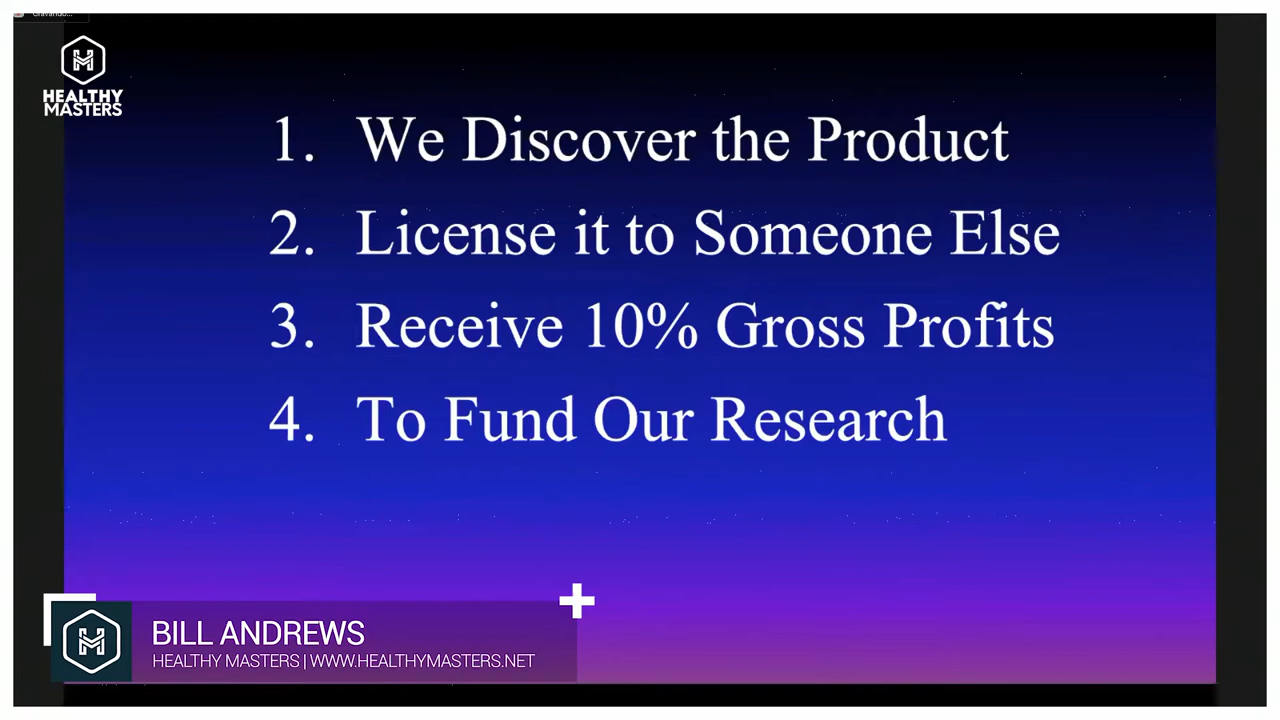 Gravando...
HEALTHY
MASTERS
1. We Discover the Product
2. License it to Someone Else
3. Receive 10% Gross Profits
4. To Fund Our Research
BILL ANDREWS
HEALTHY MASTERS | WWW.HEALTHYMASTERS.NET